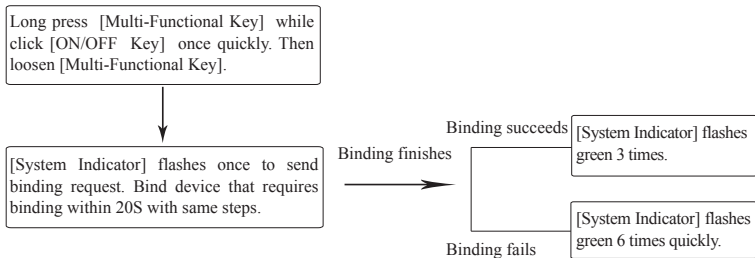 Long press [Multi-Functional Key] while
click [ON/OFF Key] once quickly. Then
loosen [Multi-Functional Key].
[System Indicator] flashes once to send
binding request. Bind device that requires
binding within 20S with same steps.
Binding finishes
Binding succeeds
[System Indicator] flashes
green 3 times.
Binding fails
[System Indicator] flashes
green 6 times quickly.